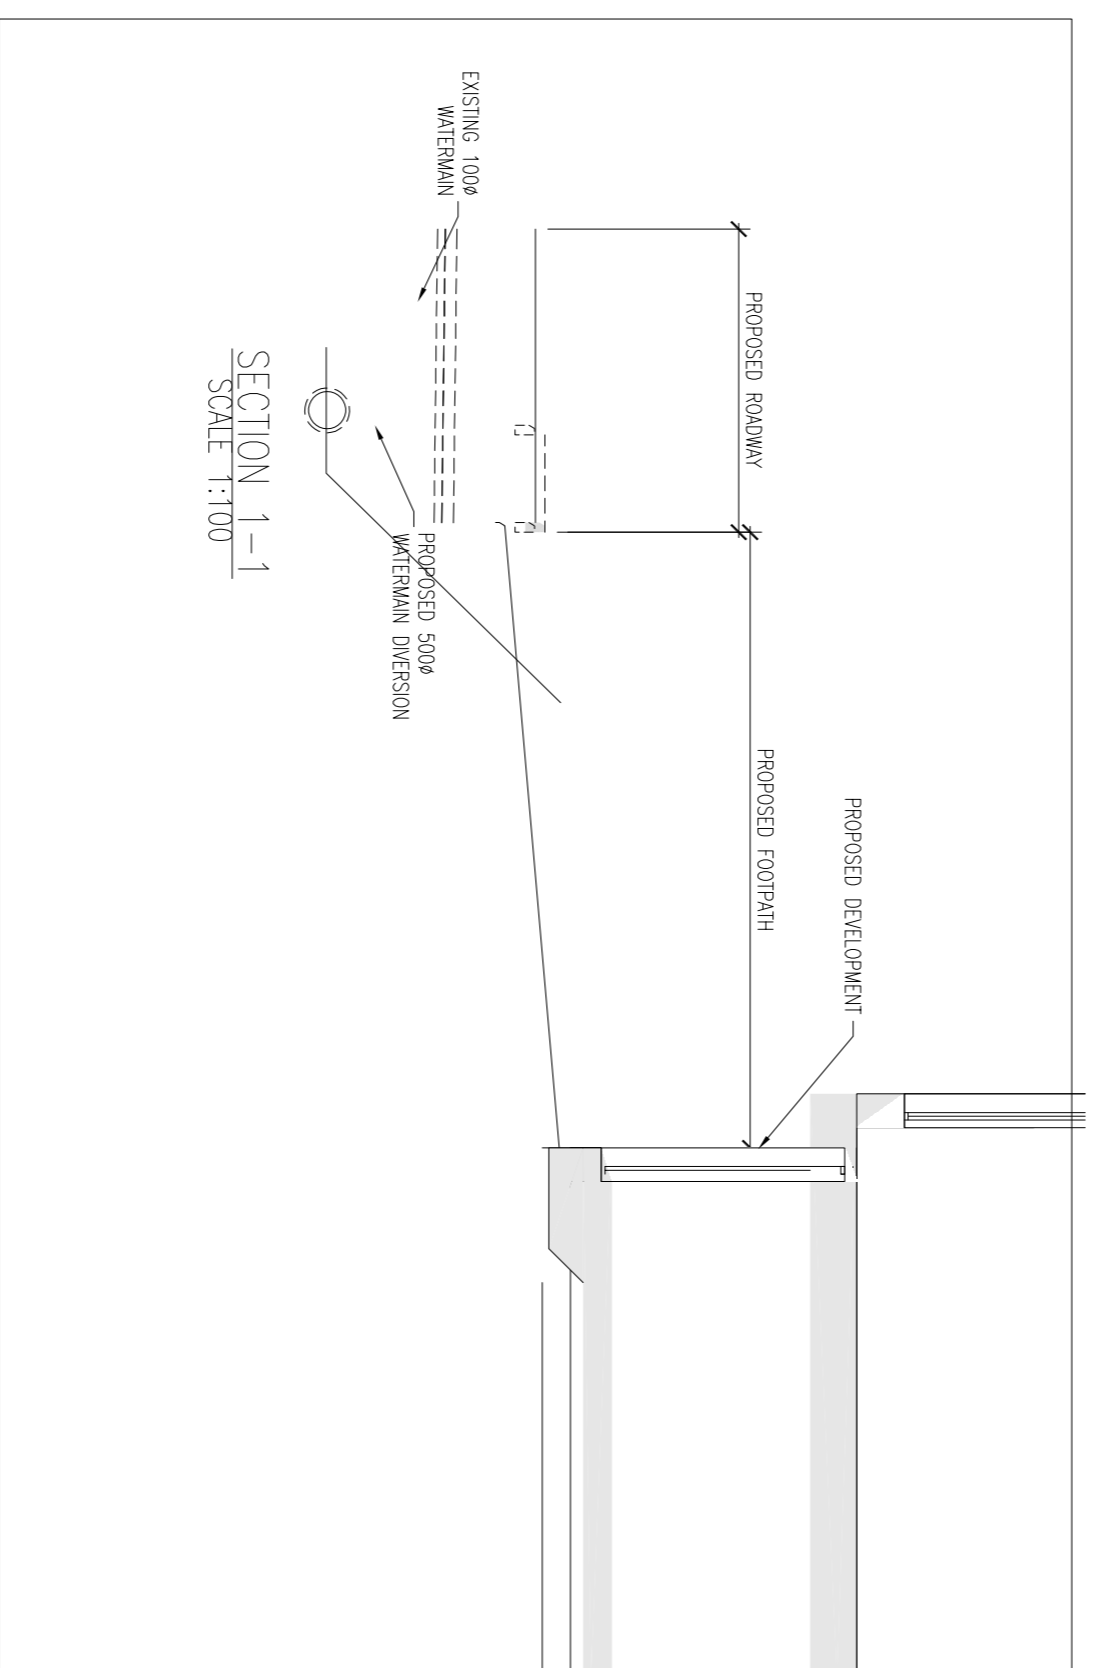 PROPOSED DEVELOPMENT
PROPOSED ROADWAY
PROPOSED FOOTPATH
EXISTING 100ø
WATERMAIN
PROPOSED 500ø
WATERMAIN DIVERSION
SECTION 1-1
SCALE 1:100